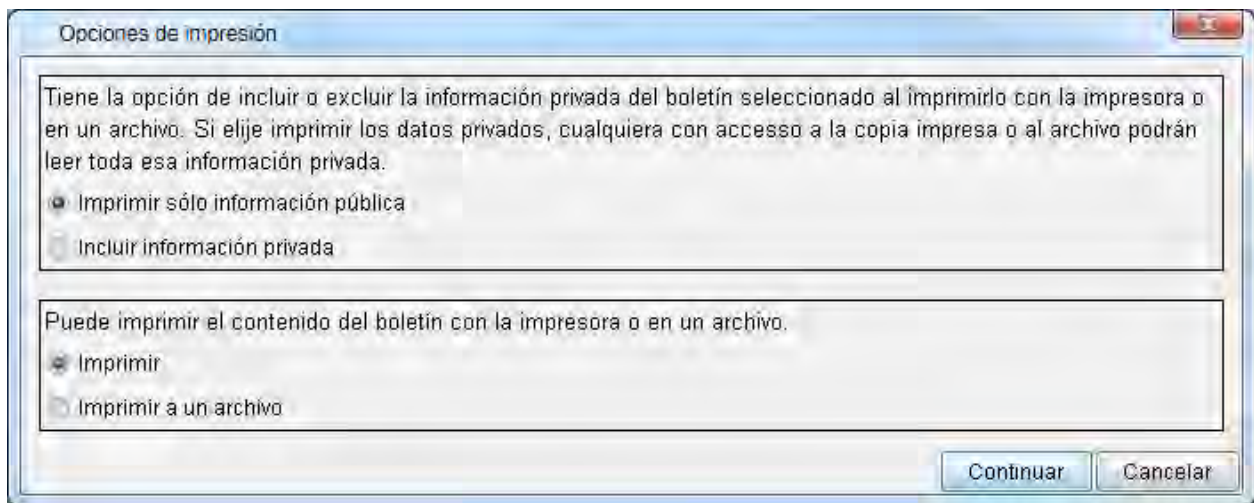 Opciones de impresión
Tiene la opción de incluir o excluir la información privada del boletín seleccionado al imprimirlo con la impresora o
en un archivo. Si elije imprimir los datos privados, cualquiera con accesso a la copia impresa o al archivo podrán
leer toda esa información privada.
Imprimir sólo información pública
Incluir información privada
Puede imprimir el contenido del boletín con la impresora o en un archivo.
Imprimir
Imprimir a un archivo
Continuar Cancelar